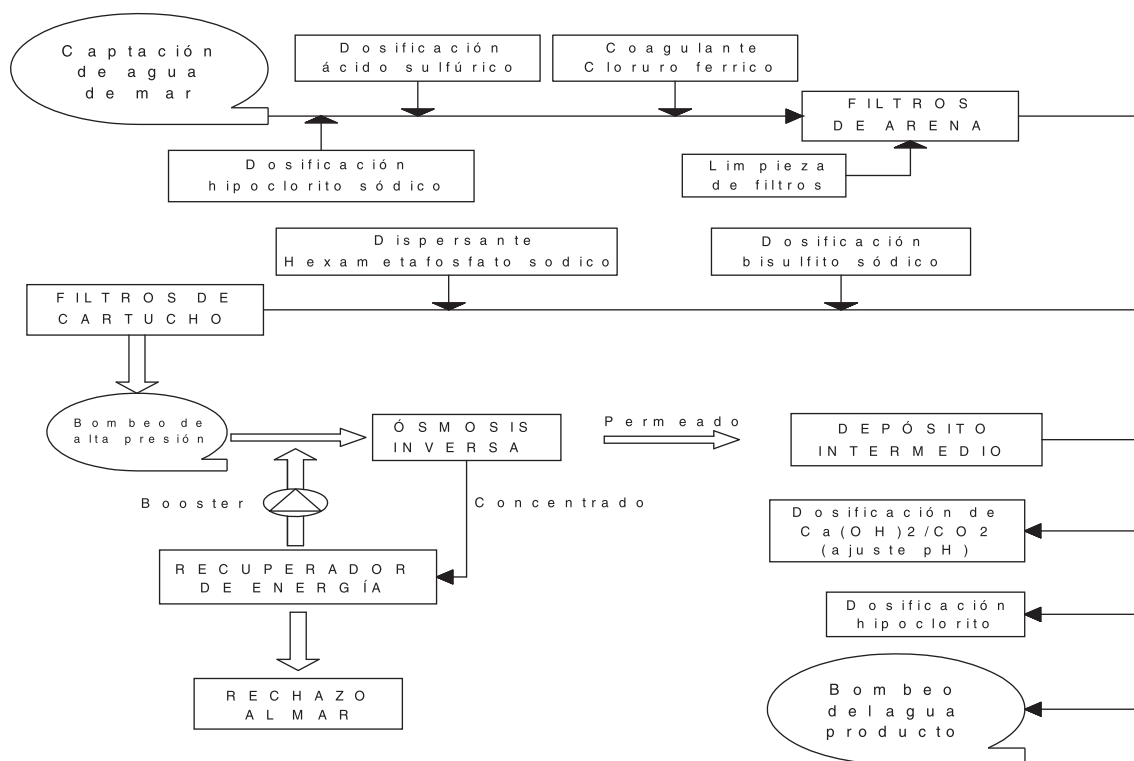 Captación
de agua
de mar
Dosificación
ácido sulfúrico
Coagulante
Cloruro ferrico
FILTROS
DE ARENA
Dosificación
hipoclorito sódico
Limpieza
de filtros
Dispersante
Hexametafosfato sodico
Dosificación
bisulfito sódico
FILTROS DE
CARTUCHO
Bombeo de
alta presión
ÓSMOSIS
INVERSA
Permeado
DEPÓSITO
INTERMEDIO
Booster
Concentrado
Dosificación de
Ca(OH)2/CO2
(ajuste pH)
RECUPERADOR
DE ENERGÍA
Dosificación
hipoclorito
RECHAZO
AL MAR
Bombeo
del agua
producto